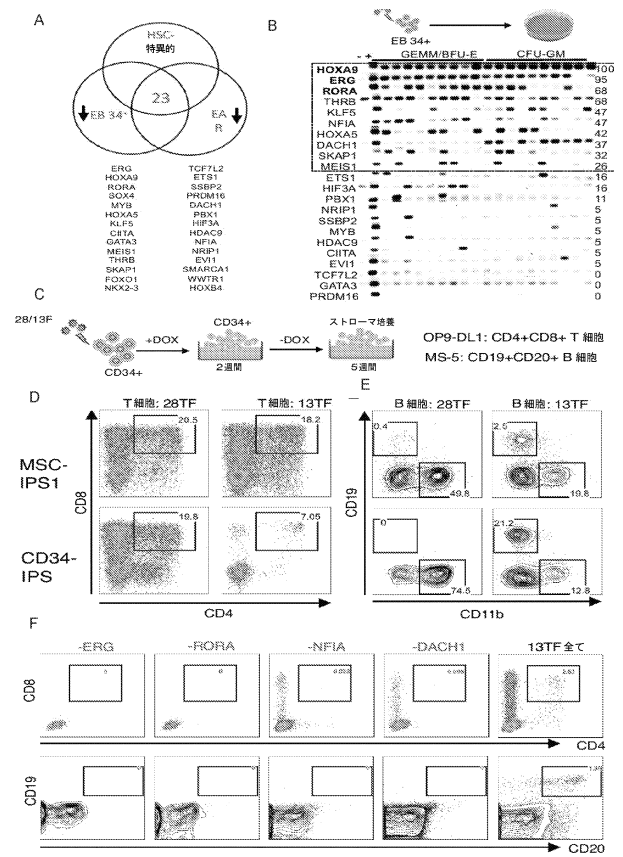 A
HSC-
特異的
23
EB 34+
EA
R
ERG
HOXA9
RORA
SOX4
MYB
HOXA5
KLF5
CIITA
GATA3
MEIS1
THRB
SKAP1
FOXO1
NKX2-3
TCF7L2
ETS1
SSBP2
PRDM16
DACH1
PBX1
HIF3A
HDAC9
NFIA
NRIP1
EVI1
SMARCA1
WWTR1
HOXB4
B
EB 34+
- +
GEMM/BFU-E
CFU-GM
HOXA9 100
ERG 95
RORA 68
THRB 68
KLF5 47
NFIA 47
HOXA5 42
DACH1 37
SKAP1 32
MEIS1 26
ETS1 16
HIF3A 16
PBX1 11
NRIP1 5
SSBP2 5
MYB 5
HDAC9 5
CIITA 5
EVI1 5
TCF7L2 0
GATA3 0
PRDM16 0
C
28/13F
CD34+
+DOX
CD34+
2週間
-DOX
ストローマ培養
5週間
OP9-DL1: CD4+CD8+ T 細胞
MS-5: CD19+CD20+ B 細胞
D
T 細胞: 28TF
T 細胞: 13TF
MSC-
IPS1
CD34-
IPS
CD8
20.5
18.2
19.8
7.05
CD4
E
B 細胞: 28TF
B 細胞: 13TF
CD19
0.4
49.8
2.5
19.8
0
74.5
21.2
12.8
CD11b
F
-ERG
-RORA
-NFIA
-DACH1
13TF 全て
CD8
CD4
CD19
CD20